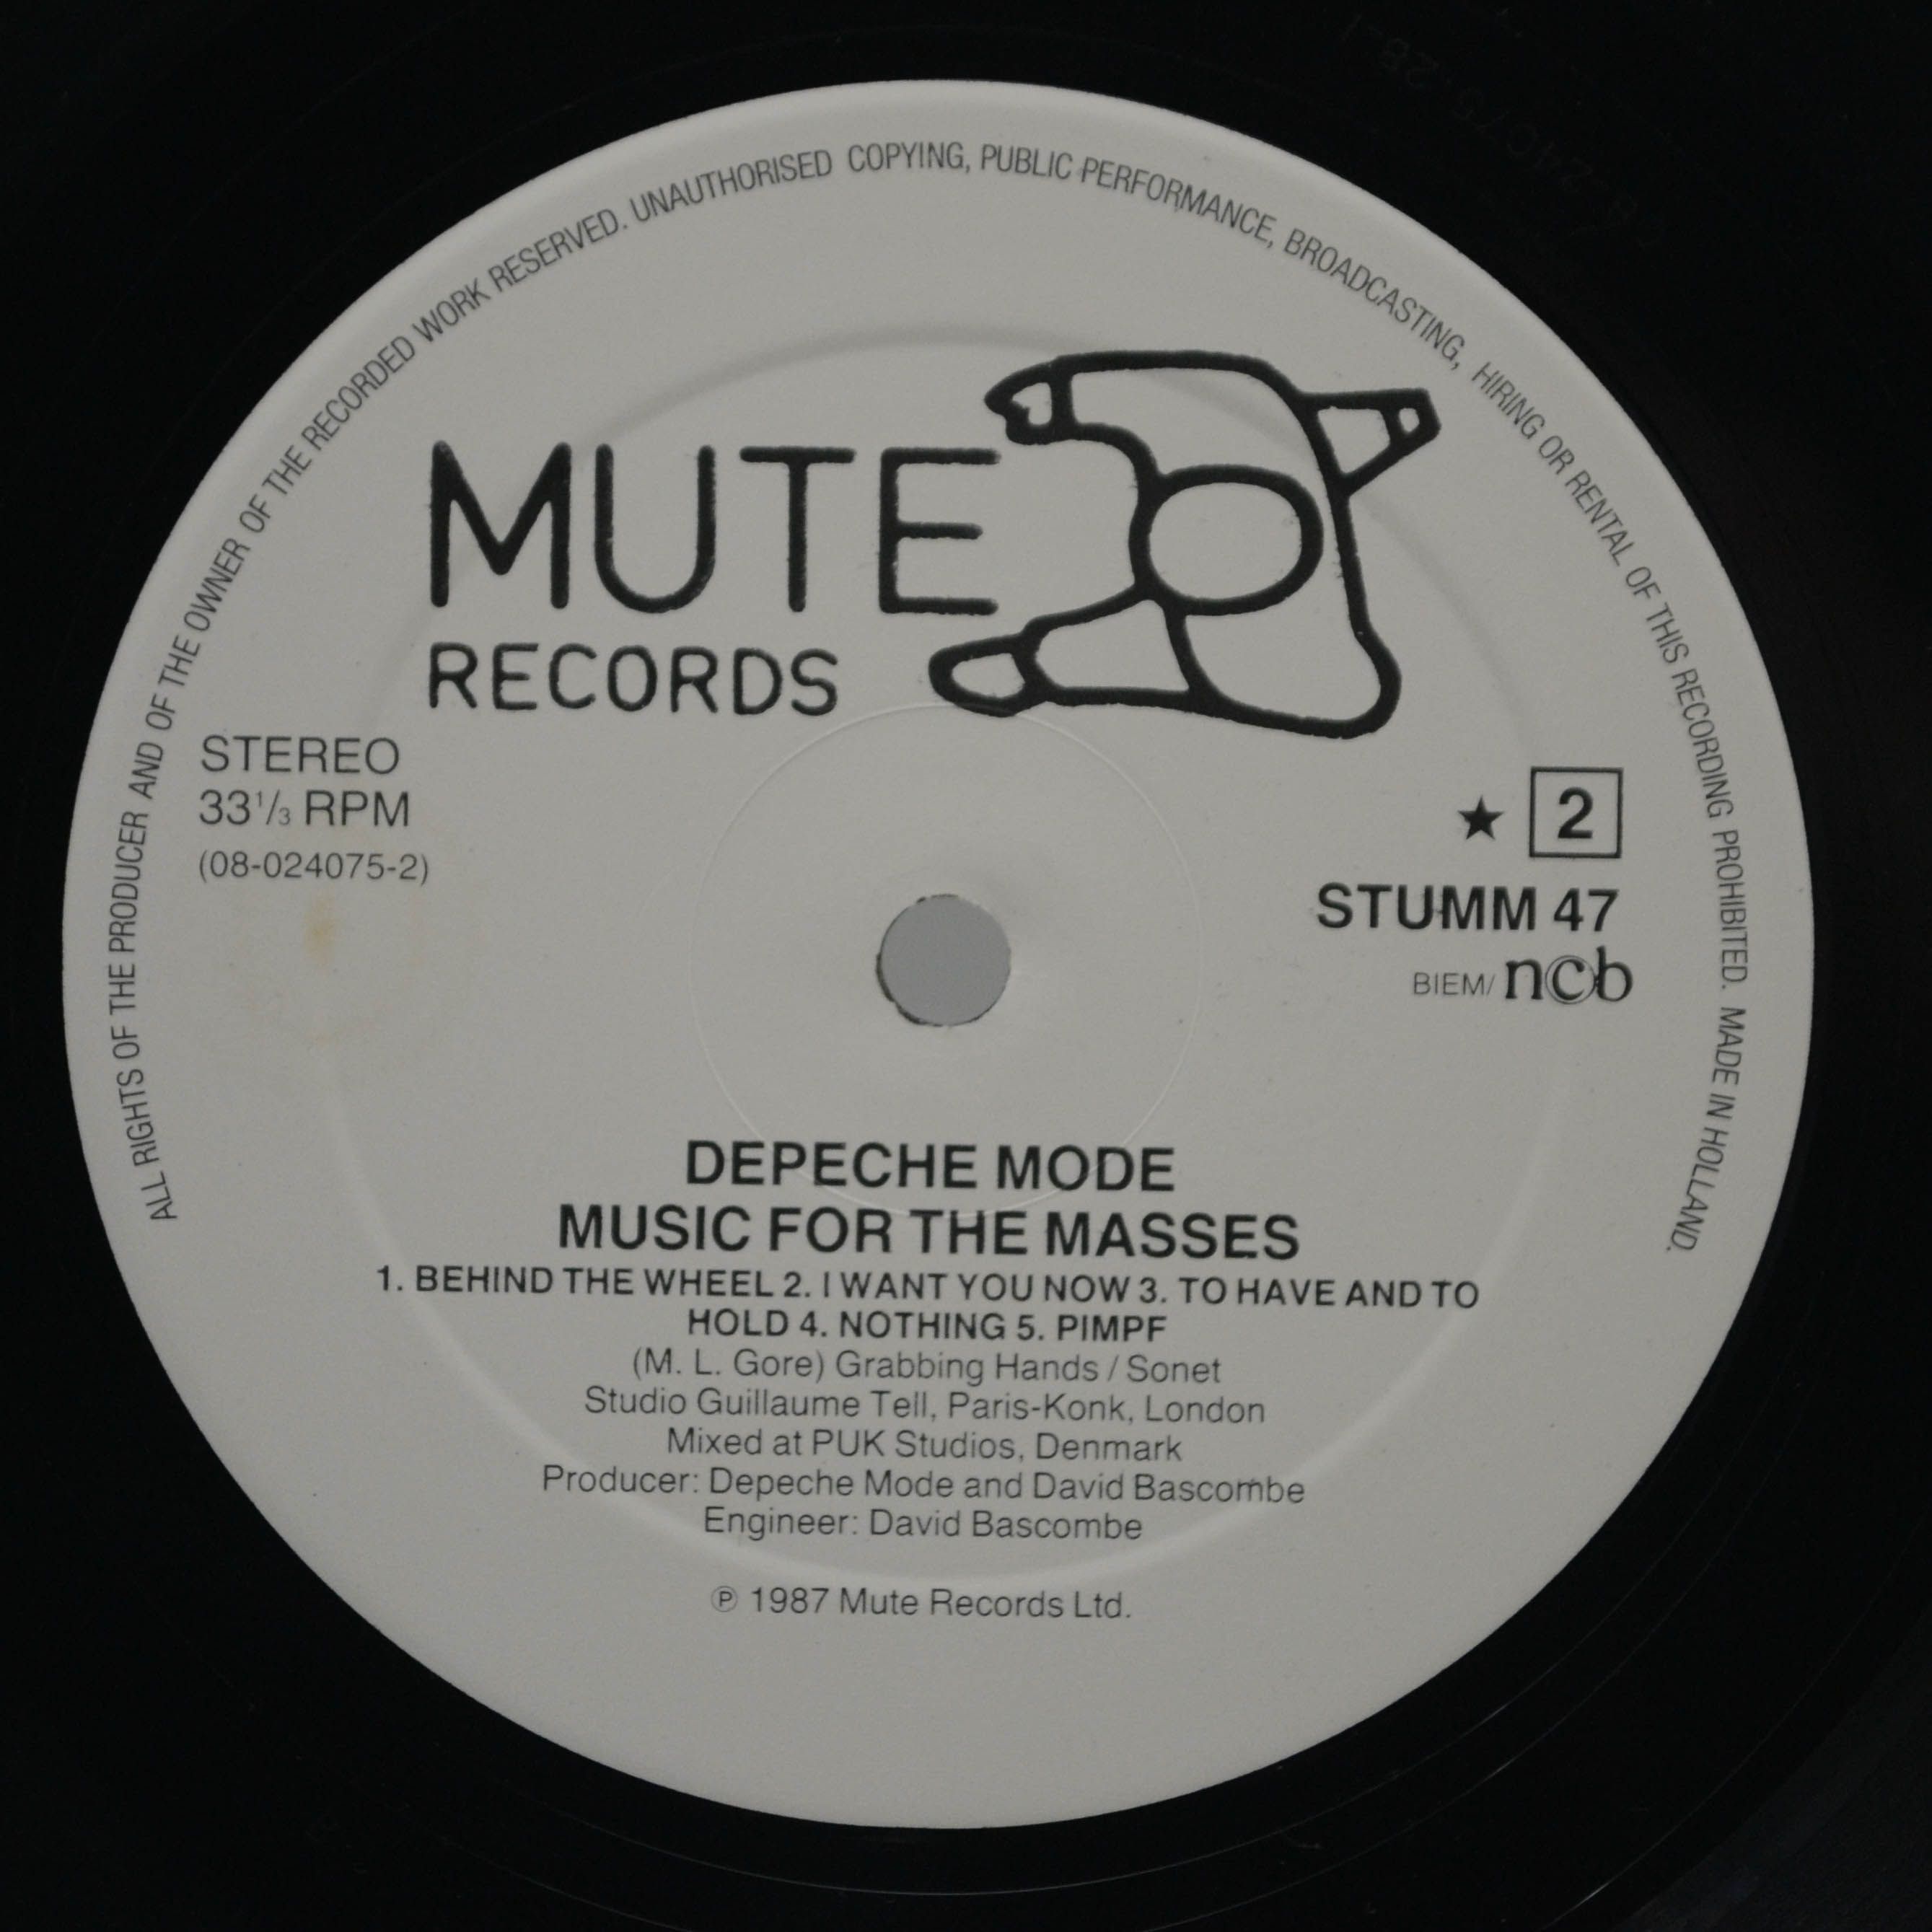 ALL RIGHTS OF THE PRODUCER AND OF THE OWNER OF THE RECORDED WORK RESERVED. UNAUTHORISED COPYING, PUBLIC PERFORMANCE, BROADCASTING, HIRING OR RENTAL OF THIS RECORDING PROHIBITED. MADE IN HOLLAND.
MUTE
RECORDS
STEREO
33 1/3 RPM
(08-024075-2)
★ 2
STUMM 47
BIEM/ ncb
DEPECHE MODE
MUSIC FOR THE MASSES
1. BEHIND THE WHEEL 2. I WANT YOU NOW 3. TO HAVE AND TO
HOLD 4. NOTHING 5. PIMPF
(M. L. Gore) Grabbing Hands / Sonet
Studio Guillaume Tell, Paris-Konk, London
Mixed at PUK Studios, Denmark
Producer: Depeche Mode and David Bascombe
Engineer: David Bascombe
℗ 1987 Mute Records Ltd.